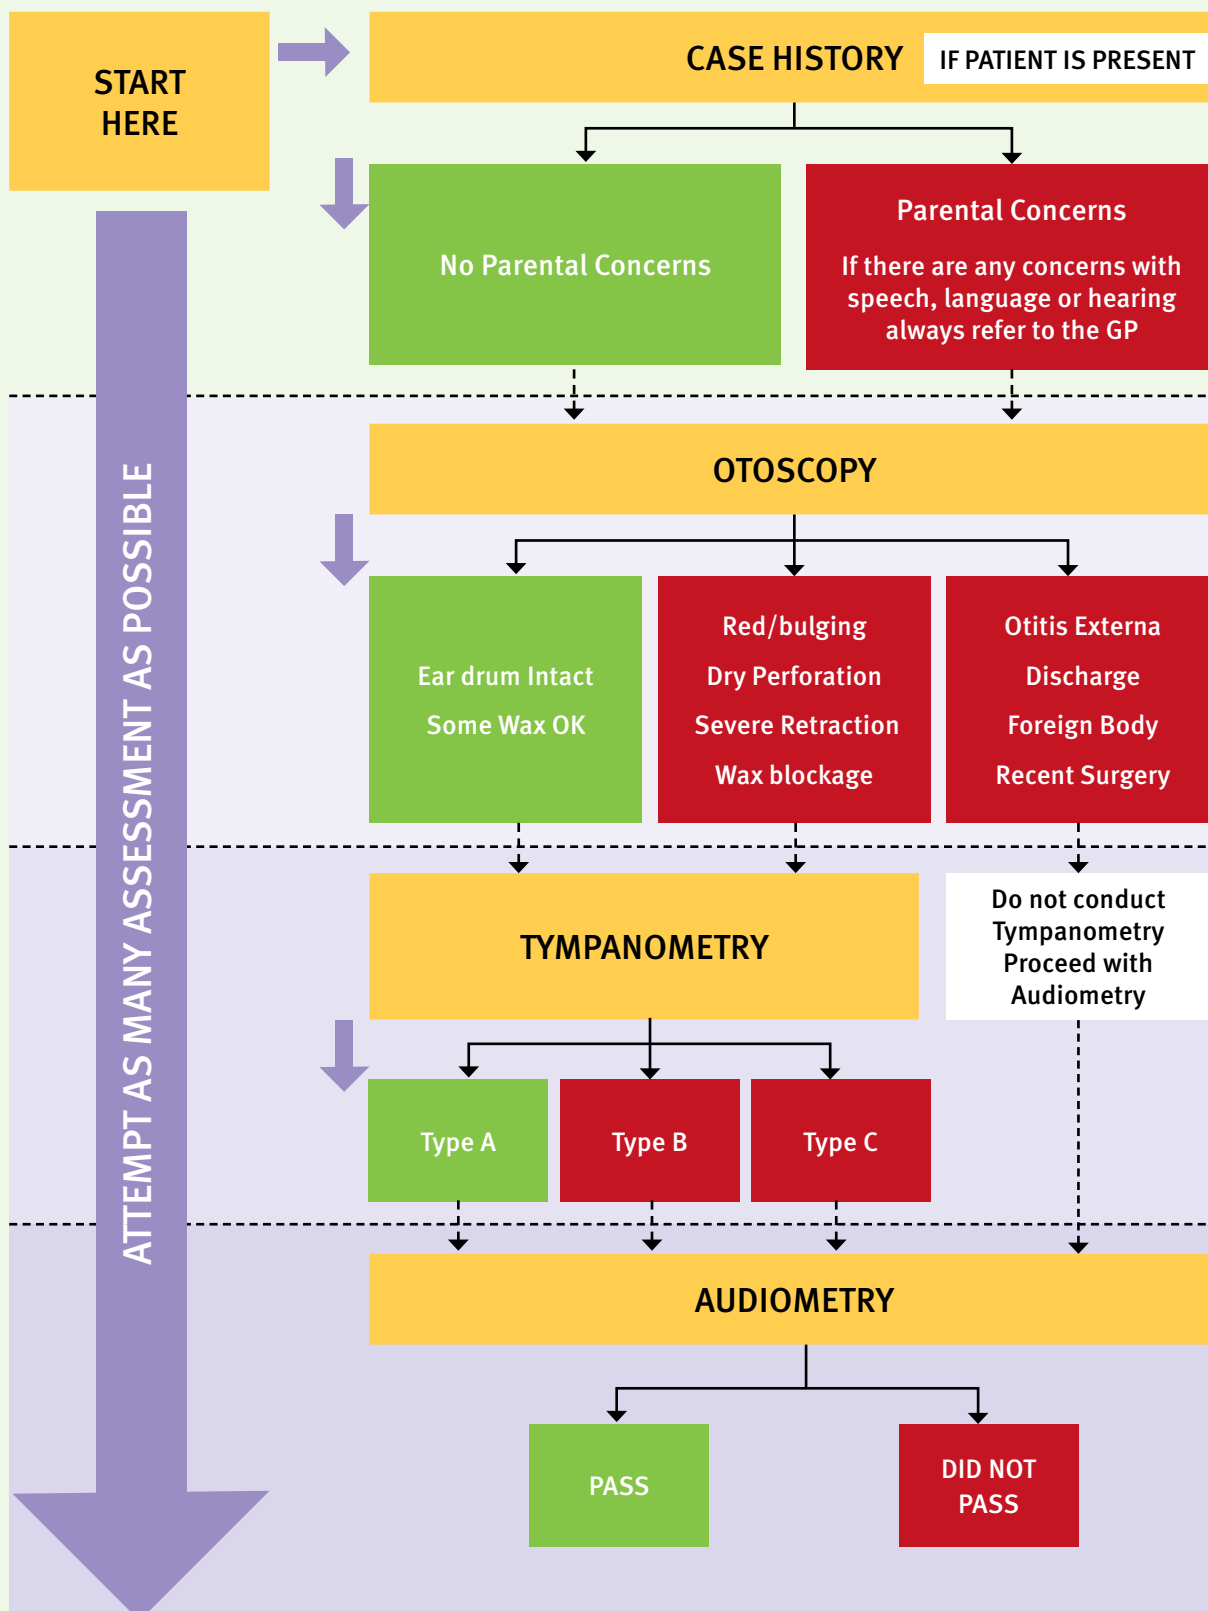 START
HERE
CASE HISTORY
IF PATIENT IS PRESENT
No Parental Concerns
Parental Concerns
If there are any concerns with
speech, language or hearing
always refer to the GP
ATTEMPT AS MANY ASSESSMENT AS POSSIBLE
OTOSCOPY
Ear drum Intact
Some Wax OK
Red/bulging
Dry Perforation
Severe Retraction
Wax blockage
Otitis Externa
Discharge
Foreign Body
Recent Surgery
TYMPANOMETRY
Do not conduct
Tympanometry
Proceed with
Audiometry
Type A
Type B
Type C
AUDIOMETRY
PASS
DID NOT
PASS